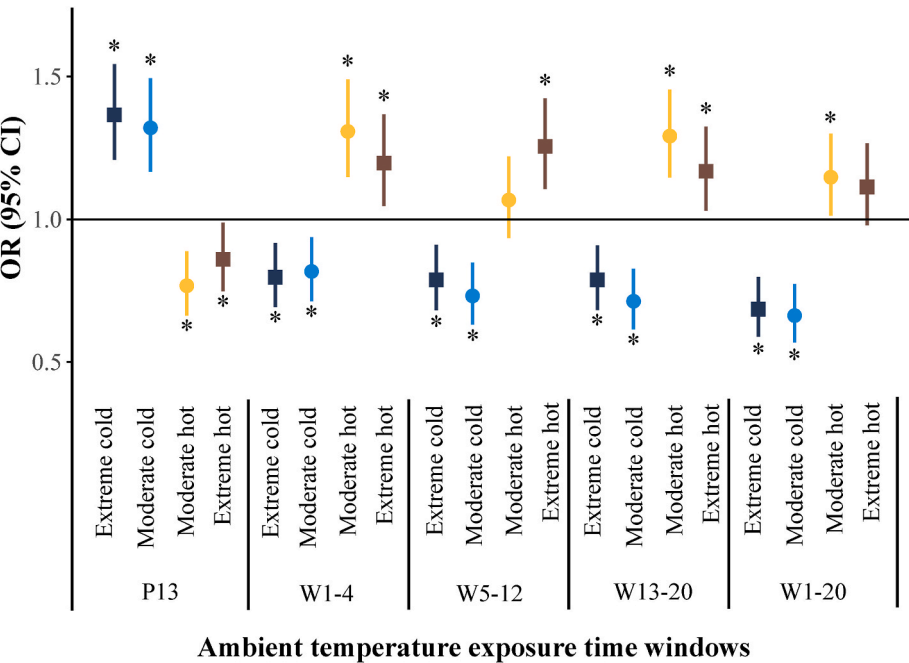 OR (95% CI)
1.5
1.0
0.5
* * * * * * * * * * * * * * * * * *
Extreme cold Moderate cold Moderate hot Extreme hot Extreme cold Moderate cold Moderate hot Extreme hot Extreme cold Moderate cold Moderate hot Extreme hot Extreme cold Moderate cold Moderate hot Extreme hot Extreme cold Moderate cold Moderate hot Extreme hot
P13 W1-4 W5-12 W13-20 W1-20
Ambient temperature exposure time windows